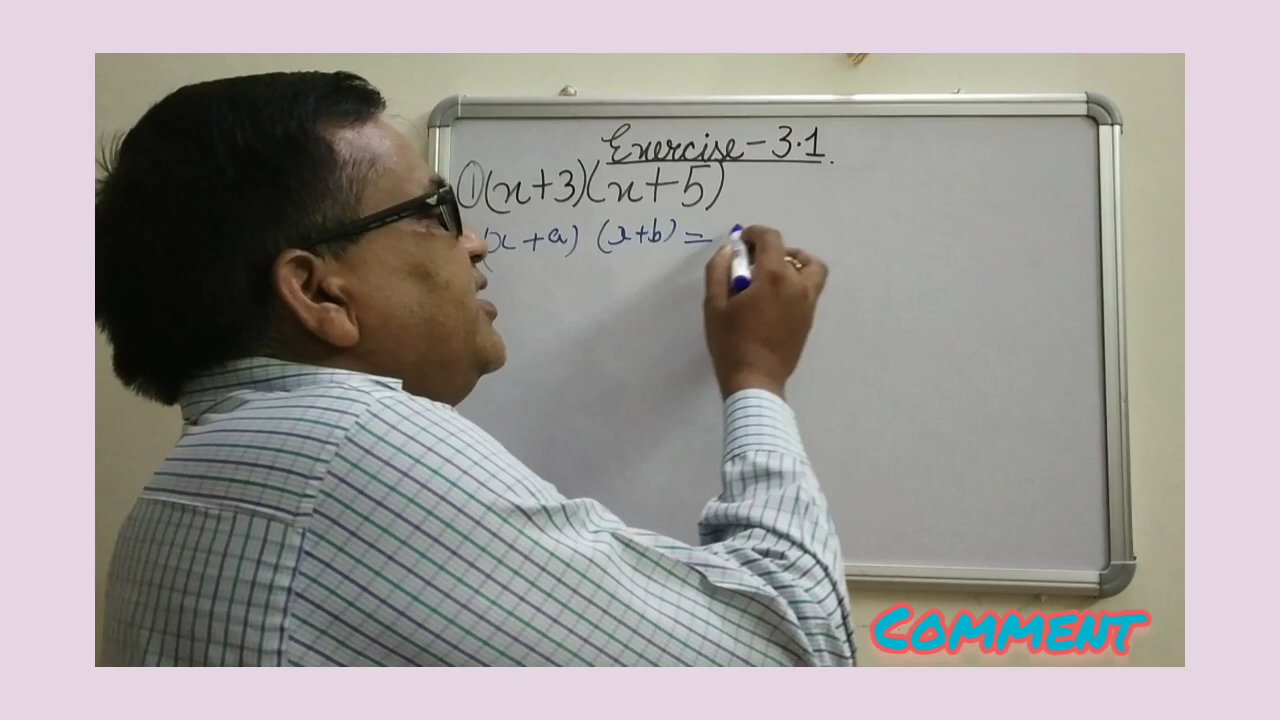 Exercise-3.1.
①(x+3)(x+5)
(x+a) (x+b) =
COMMENT